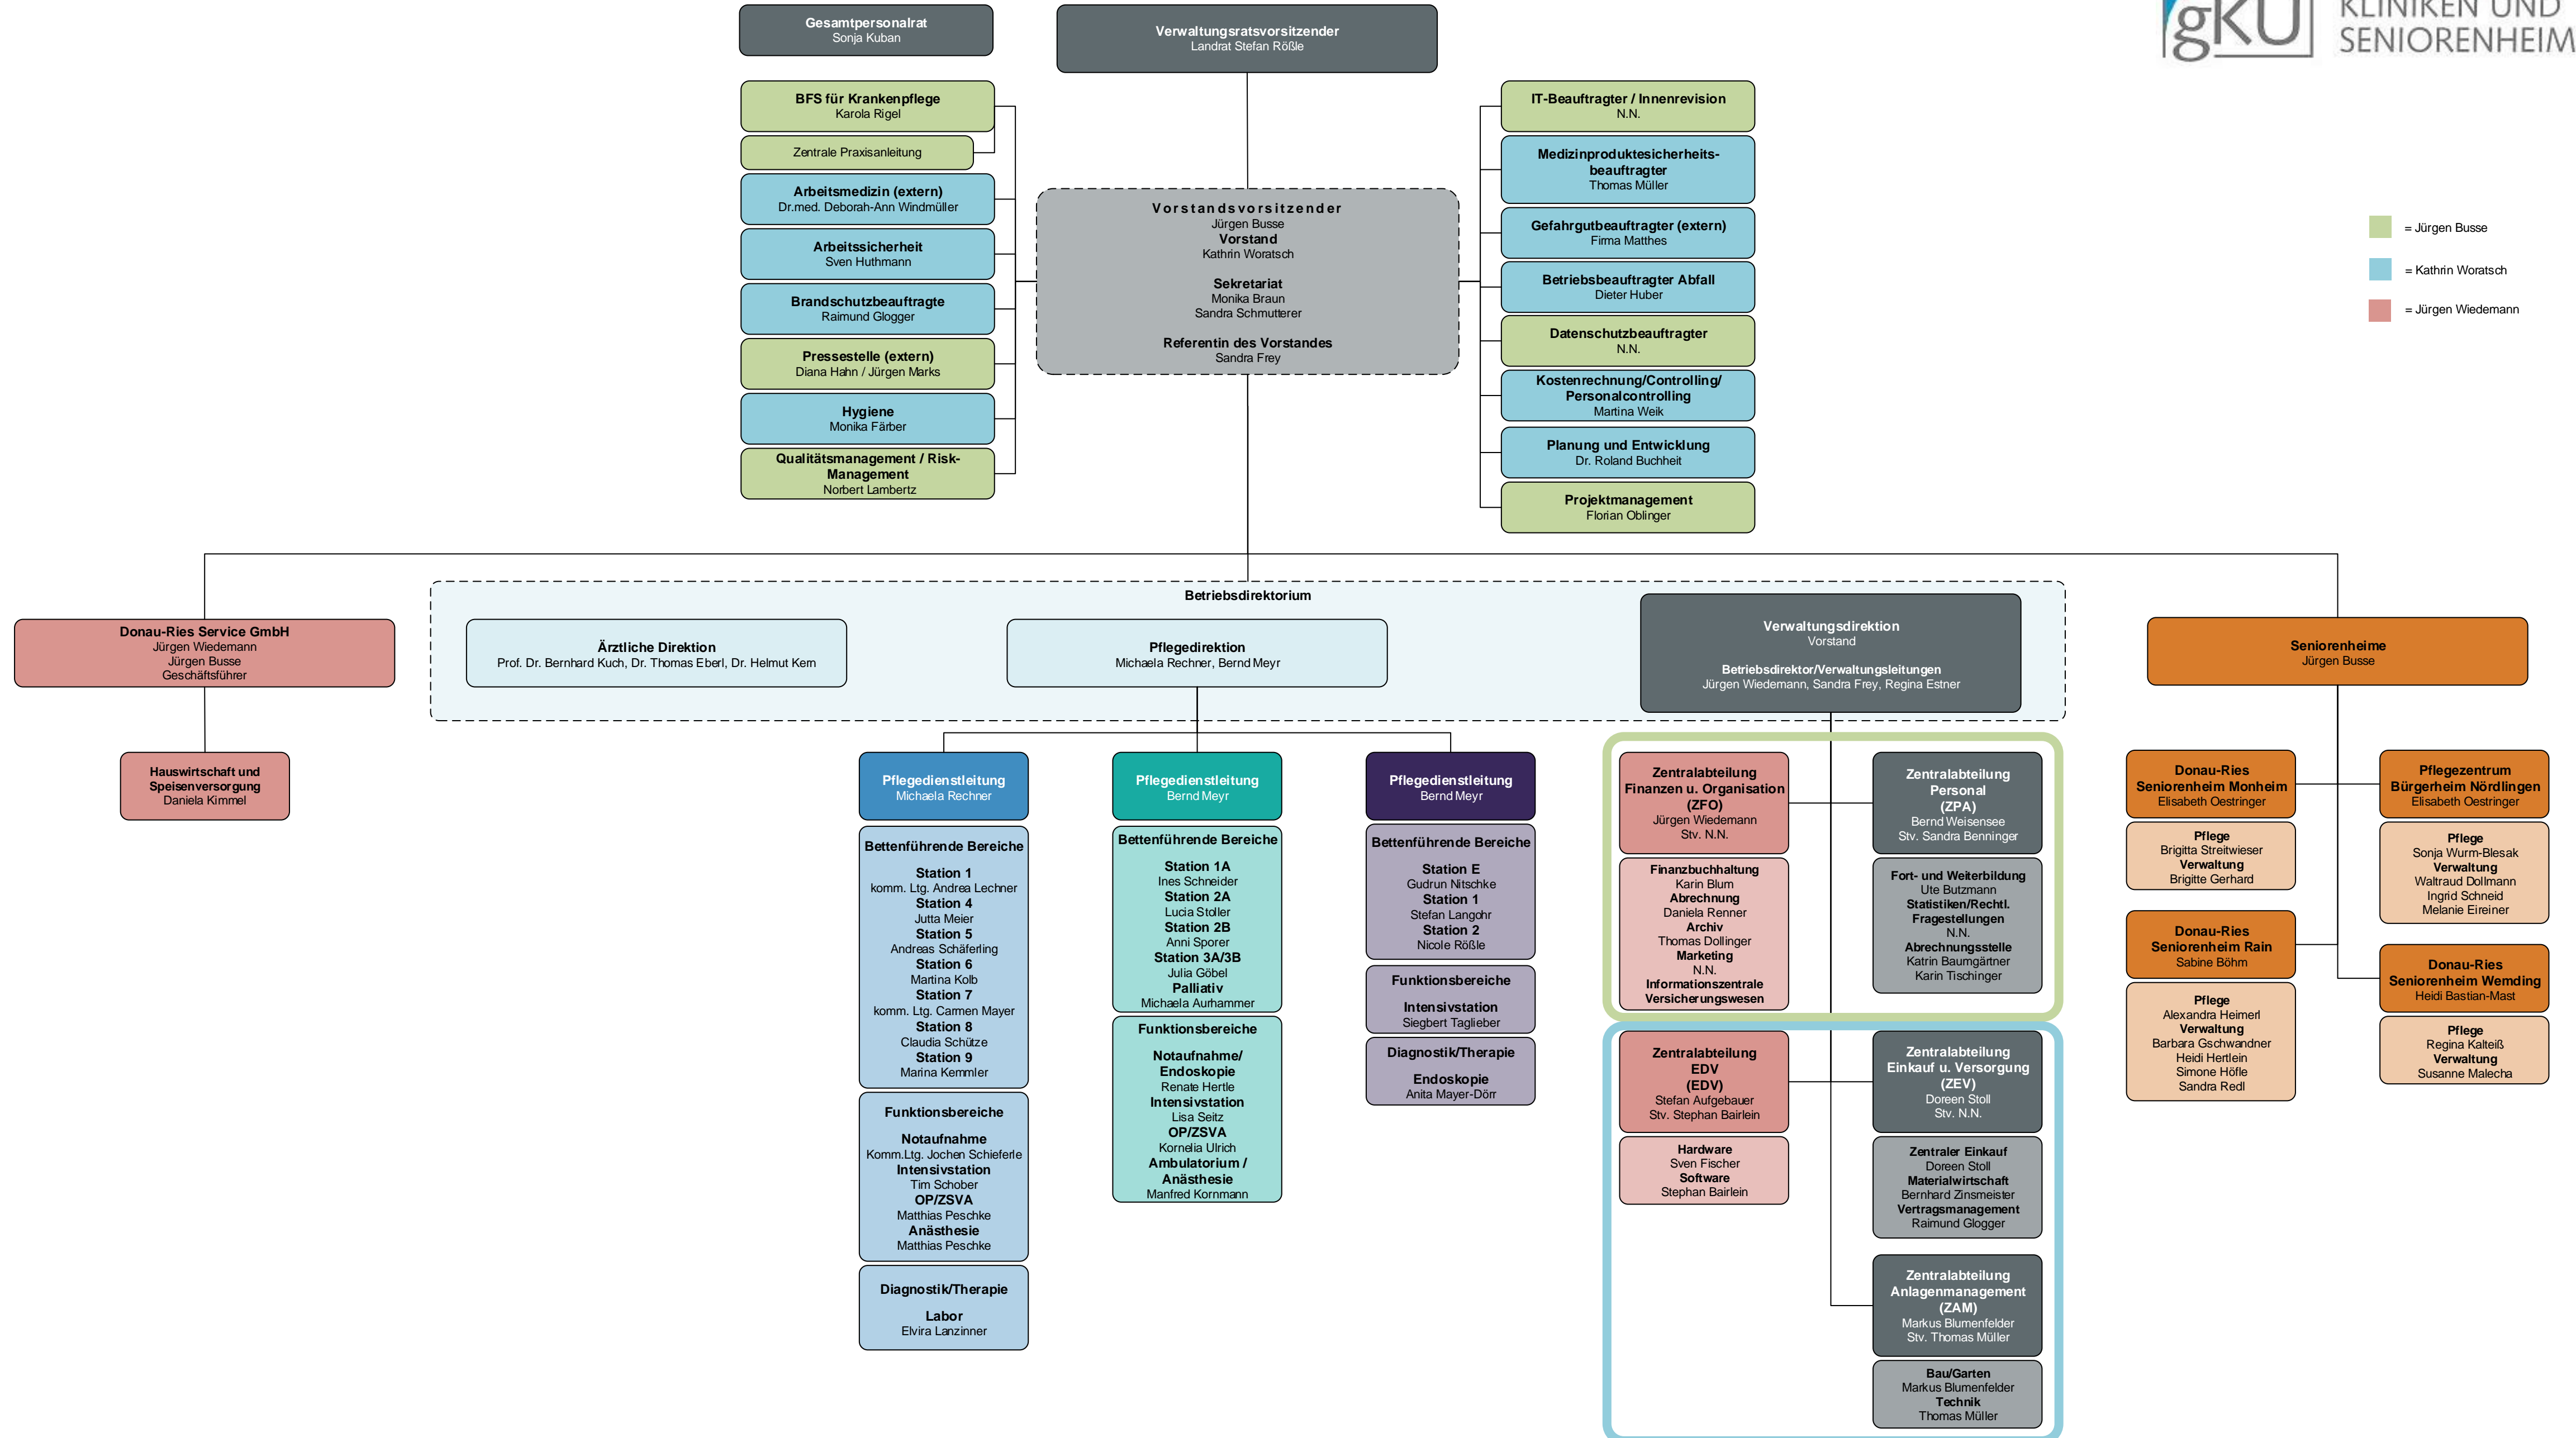 Gesamtpersonalrat
Sonja Kuban
Verwaltungsratsvorsitzender
Landrat Stefan Rößle
gKU
KLINIKEN UND
SENIORENHEIM
BFS für Krankenpflege
Karola Rigel
Zentrale Praxisanleitung
Arbeitsmedizin (extern)
Dr.med. Deborah-Ann Windmüller
Arbeitssicherheit
Sven Huthmann
Brandschutzbeauftragte
Raimund Glogger
Pressestelle (extern)
Diana Hahn / Jürgen Marks
Hygiene
Monika Färber
Qualitätsmanagement / Risk-
Management
Norbert Lambertz
Vorstandsvorsitzender
Jürgen Busse
Vorstand
Kathrin Woratsch
Sekretariat
Monika Braun
Sandra Schmutterer
Referentin des Vorstandes
Sandra Frey
IT-Beauftragter / Innenrevision
N.N.
Medizinproduktesicherheits-
beauftragter
Thomas Müller
Gefahrgutbeauftragter (extern)
Firma Matthes
Betriebsbeauftragter Abfall
Dieter Huber
Datenschutzbeauftragter
N.N.
Kostenrechnung/Controlling/
Personalcontrolling
Martina Weik
Planung und Entwicklung
Dr. Roland Buchheit
Projektmanagement
Florian Oblinger
= Jürgen Busse
= Kathrin Woratsch
= Jürgen Wiedemann
Donau-Ries Service GmbH
Jürgen Wiedemann
Jürgen Busse
Geschäftsführer
Hauswirtschaft und
Speisenversorgung
Daniela Kimmel
Betriebsdirektorium
Ärztliche Direktion
Prof. Dr. Bernhard Kuch, Dr. Thomas Eberl, Dr. Helmut Kern
Pflegedirektion
Michaela Rechner, Bernd Meyr
Verwaltungsdirektion
Vorstand
Betriebsdirektor/Verwaltungsleitungen
Jürgen Wiedemann, Sandra Frey, Regina Estner
Seniorenheime
Jürgen Busse
Pflegedienstleitung
Michaela Rechner
Bettenführende Bereiche
Station 1
komm. Ltg. Andrea Lechner
Station 4
Jutta Meier
Station 5
Andreas Schäferling
Station 6
Martina Kolb
Station 7
komm. Ltg. Carmen Mayer
Station 8
Claudia Schütze
Station 9
Marina Kemmler
Funktionsbereiche
Notaufnahme
Komm.Ltg. Jochen Schieferle
Intensivstation
Tim Schober
OP/ZSVA
Matthias Peschke
Anästhesie
Matthias Peschke
Diagnostik/Therapie
Labor
Elvira Lanzinner
Pflegedienstleitung
Bernd Meyr
Bettenführende Bereiche
Station 1A
Ines Schneider
Station 2A
Lucia Stoller
Station 2B
Anni Sporer
Station 3A/3B
Julia Göbel
Palliativ
Michaela Aurhammer
Funktionsbereiche
Notaufnahme/
Endoskopie
Renate Hertle
Intensivstation
Lisa Seitz
OP/ZSVA
Kornelia Ulrich
Ambulatorium /
Anästhesie
Manfred Kornmann
Pflegedienstleitung
Bernd Meyr
Bettenführende Bereiche
Station E
Gudrun Nitschke
Station 1
Stefan Langohr
Station 2
Nicole Rößle
Funktionsbereiche
Intensivstation
Siegbert Taglieber
Diagnostik/Therapie
Endoskopie
Anita Mayer-Dörr
Zentralabteilung
Finanzen u. Organisation
(ZFO)
Jürgen Wiedemann
Stv. N.N.
Finanzbuchhaltung
Karin Blum
Abrechnung
Daniela Renner
Archiv
Thomas Dollinger
Marketing
N.N.
Informationszentrale
Versicherungswesen
Zentralabteilung
Personal
(ZPA)
Bernd Weisensee
Stv. Sandra Benninger
Fort- und Weiterbildung
Ute Butzmann
Statistiken/Rechtl.
Fragestellungen
N.N.
Abrechnungsstelle
Katrin Baumgärtner
Karin Tischinger
Zentralabteilung
EDV
(EDV)
Stefan Aufgebauer
Stv. Stephan Bairlein
Hardware
Sven Fischer
Software
Stephan Bairlein
Zentralabteilung
Einkauf u. Versorgung
(ZEV)
Doreen Stoll
Stv. N.N.
Zentraler Einkauf
Doreen Stoll
Materialwirtschaft
Bernhard Zinsmeister
Vertragsmanagement
Raimund Glogger
Zentralabteilung
Anlagenmanagement
(ZAM)
Markus Blumenfelder
Stv. Thomas Müller
Bau/Garten
Markus Blumenfelder
Technik
Thomas Müller
Donau-Ries
Seniorenheim Monheim
Elisabeth Oestringer
Pflege
Brigitta Streitwieser
Verwaltung
Brigitte Gerhard
Donau-Ries
Seniorenheim Rain
Sabine Böhm
Pflege
Alexandra Heimerl
Verwaltung
Barbara Gschwandner
Heidi Hertlein
Simone Höfle
Sandra Redl
Pflegezentrum
Bürgerheim Nördlingen
Elisabeth Oestringer
Pflege
Sonja Wurm-Blesak
Verwaltung
Waltraud Dollmann
Ingrid Schneid
Melanie Eireiner
Donau-Ries
Seniorenheim Wemding
Heidi Bastian-Mast
Pflege
Regina Kalteiß
Verwaltung
Susanne Malecha